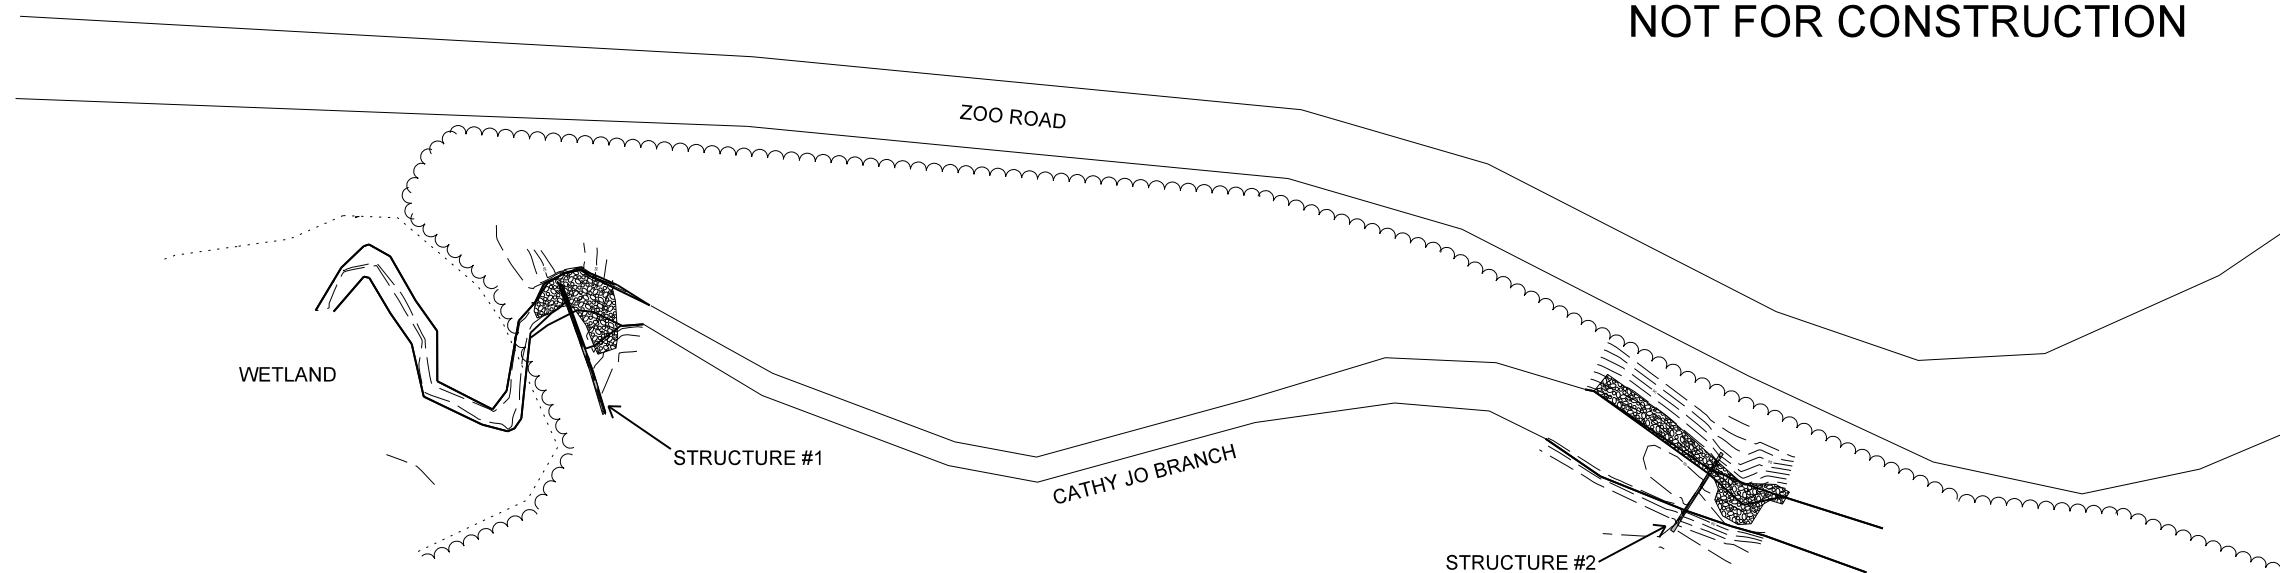 NOT FOR CONSTRUCTION
ZOO ROAD
WETLAND
STRUCTURE #1
CATHY JO BRANCH
STRUCTURE #2